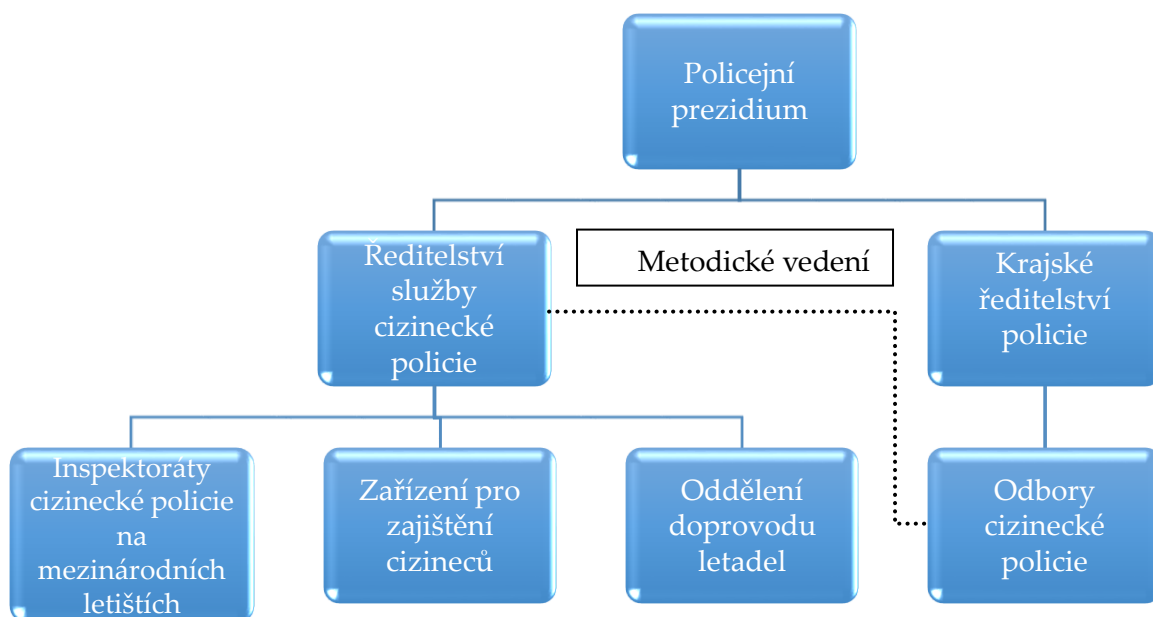 Policejní
prezidium
Ředitelství
služby
cizinecké
policie
Metodické vedení
Krajské
ředitelství
policie
Inspektoráty
cizinecké policie
na
mezinárodních
letištích
Zařízení pro
zajištění
cizineců
Oddělení
doprovodu
letadel
Odbory
cizinecké
policie